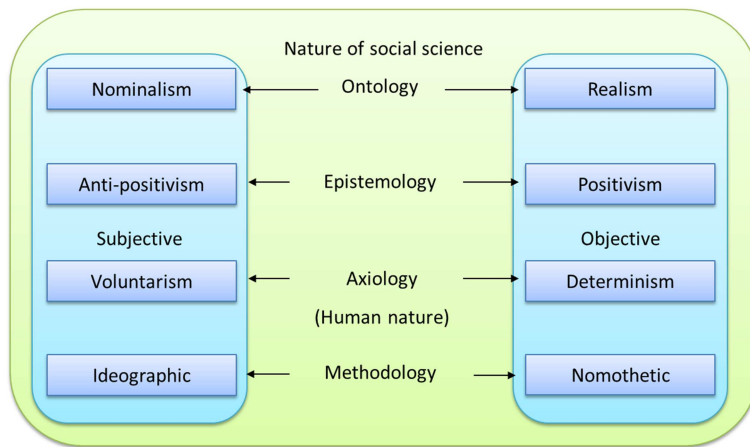 Nature of social science
Nominalism
Ontology
Realism
Anti-positivism
Epistemology
Positivism
Subjective
Objective
Voluntarism
Axiology
Determinism
(Human nature)
Ideographic
Methodology
Nomothetic